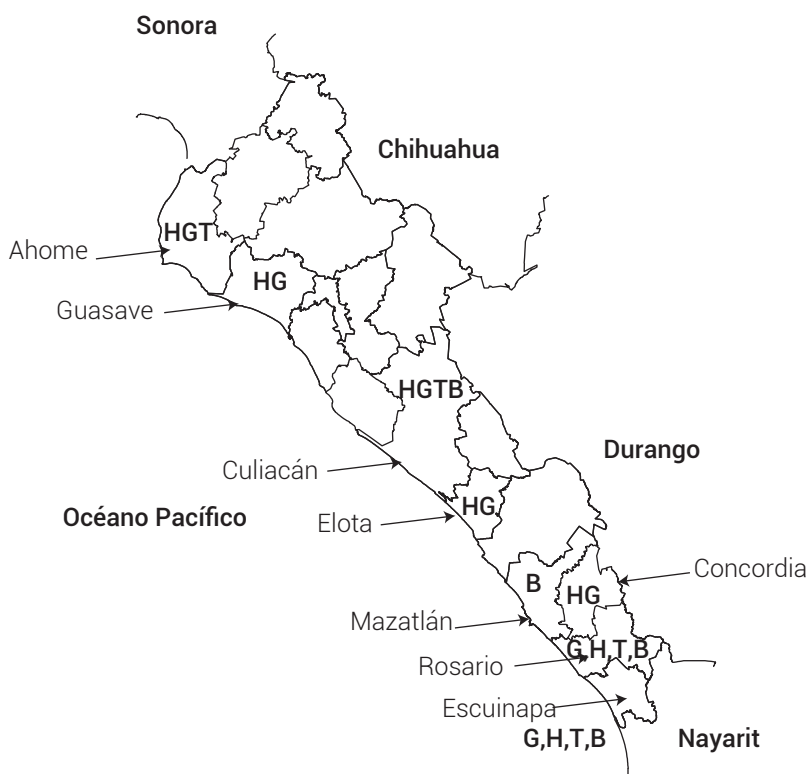 Sonora
Chihuahua
HGT
Ahome
HG
Guasave
HGTB
Durango
Culiacán
HG
Océano Pacífico
Elota
Concordia
B
HG
Mazatlán
G,H,T,B
Rosario
Escuinapa
G,H,T,B
Nayarit